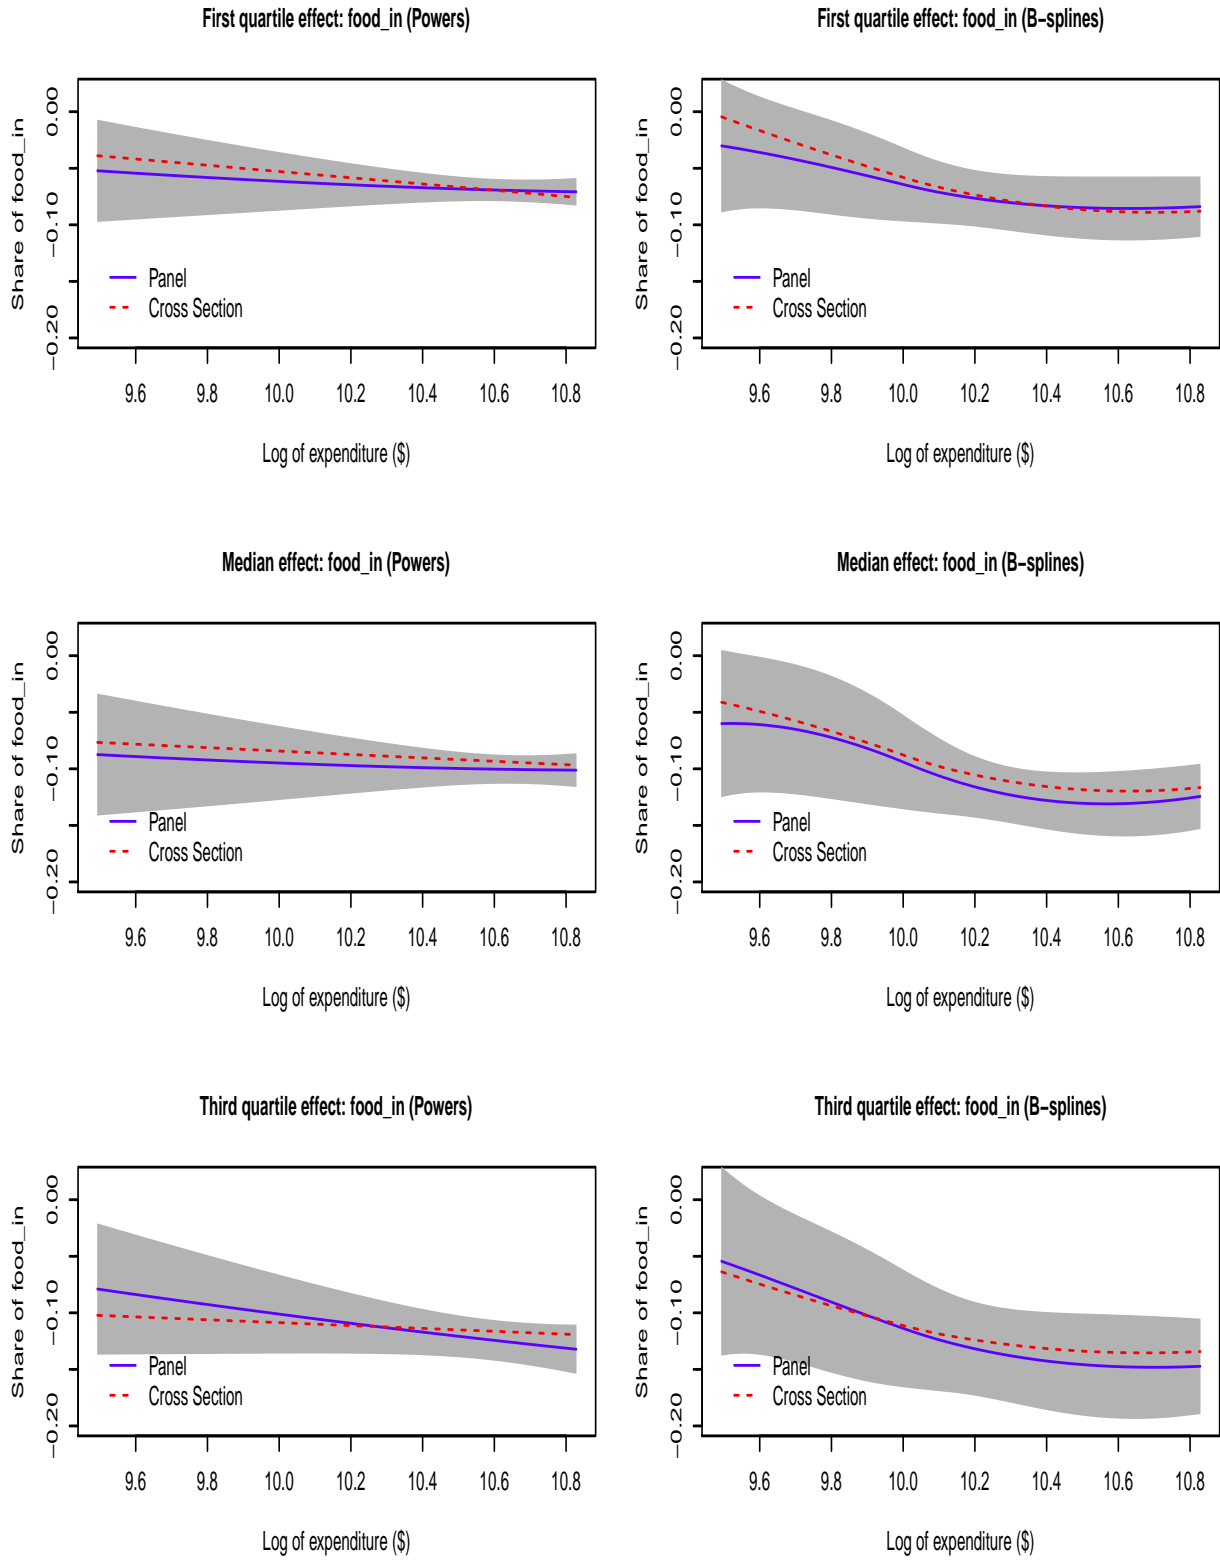 First quartile effect: food_in (Powers)
Share of food_in
0.00
−0.10
−0.20
Panel
Cross Section
9.6 9.8 10.0 10.2 10.4 10.6 10.8
Log of expenditure ($)
First quartile effect: food_in (B−splines)
Share of food_in
0.00
−0.10
−0.20
Panel
Cross Section
9.6 9.8 10.0 10.2 10.4 10.6 10.8
Log of expenditure ($)
Median effect: food_in (Powers)
Share of food_in
0.00
−0.10
−0.20
Panel
Cross Section
9.6 9.8 10.0 10.2 10.4 10.6 10.8
Log of expenditure ($)
Median effect: food_in (B−splines)
Share of food_in
0.00
−0.10
−0.20
Panel
Cross Section
9.6 9.8 10.0 10.2 10.4 10.6 10.8
Log of expenditure ($)
Third quartile effect: food_in (Powers)
Share of food_in
0.00
−0.10
−0.20
Panel
Cross Section
9.6 9.8 10.0 10.2 10.4 10.6 10.8
Log of expenditure ($)
Third quartile effect: food_in (B−splines)
Share of food_in
0.00
−0.10
−0.20
Panel
Cross Section
9.6 9.8 10.0 10.2 10.4 10.6 10.8
Log of expenditure ($)